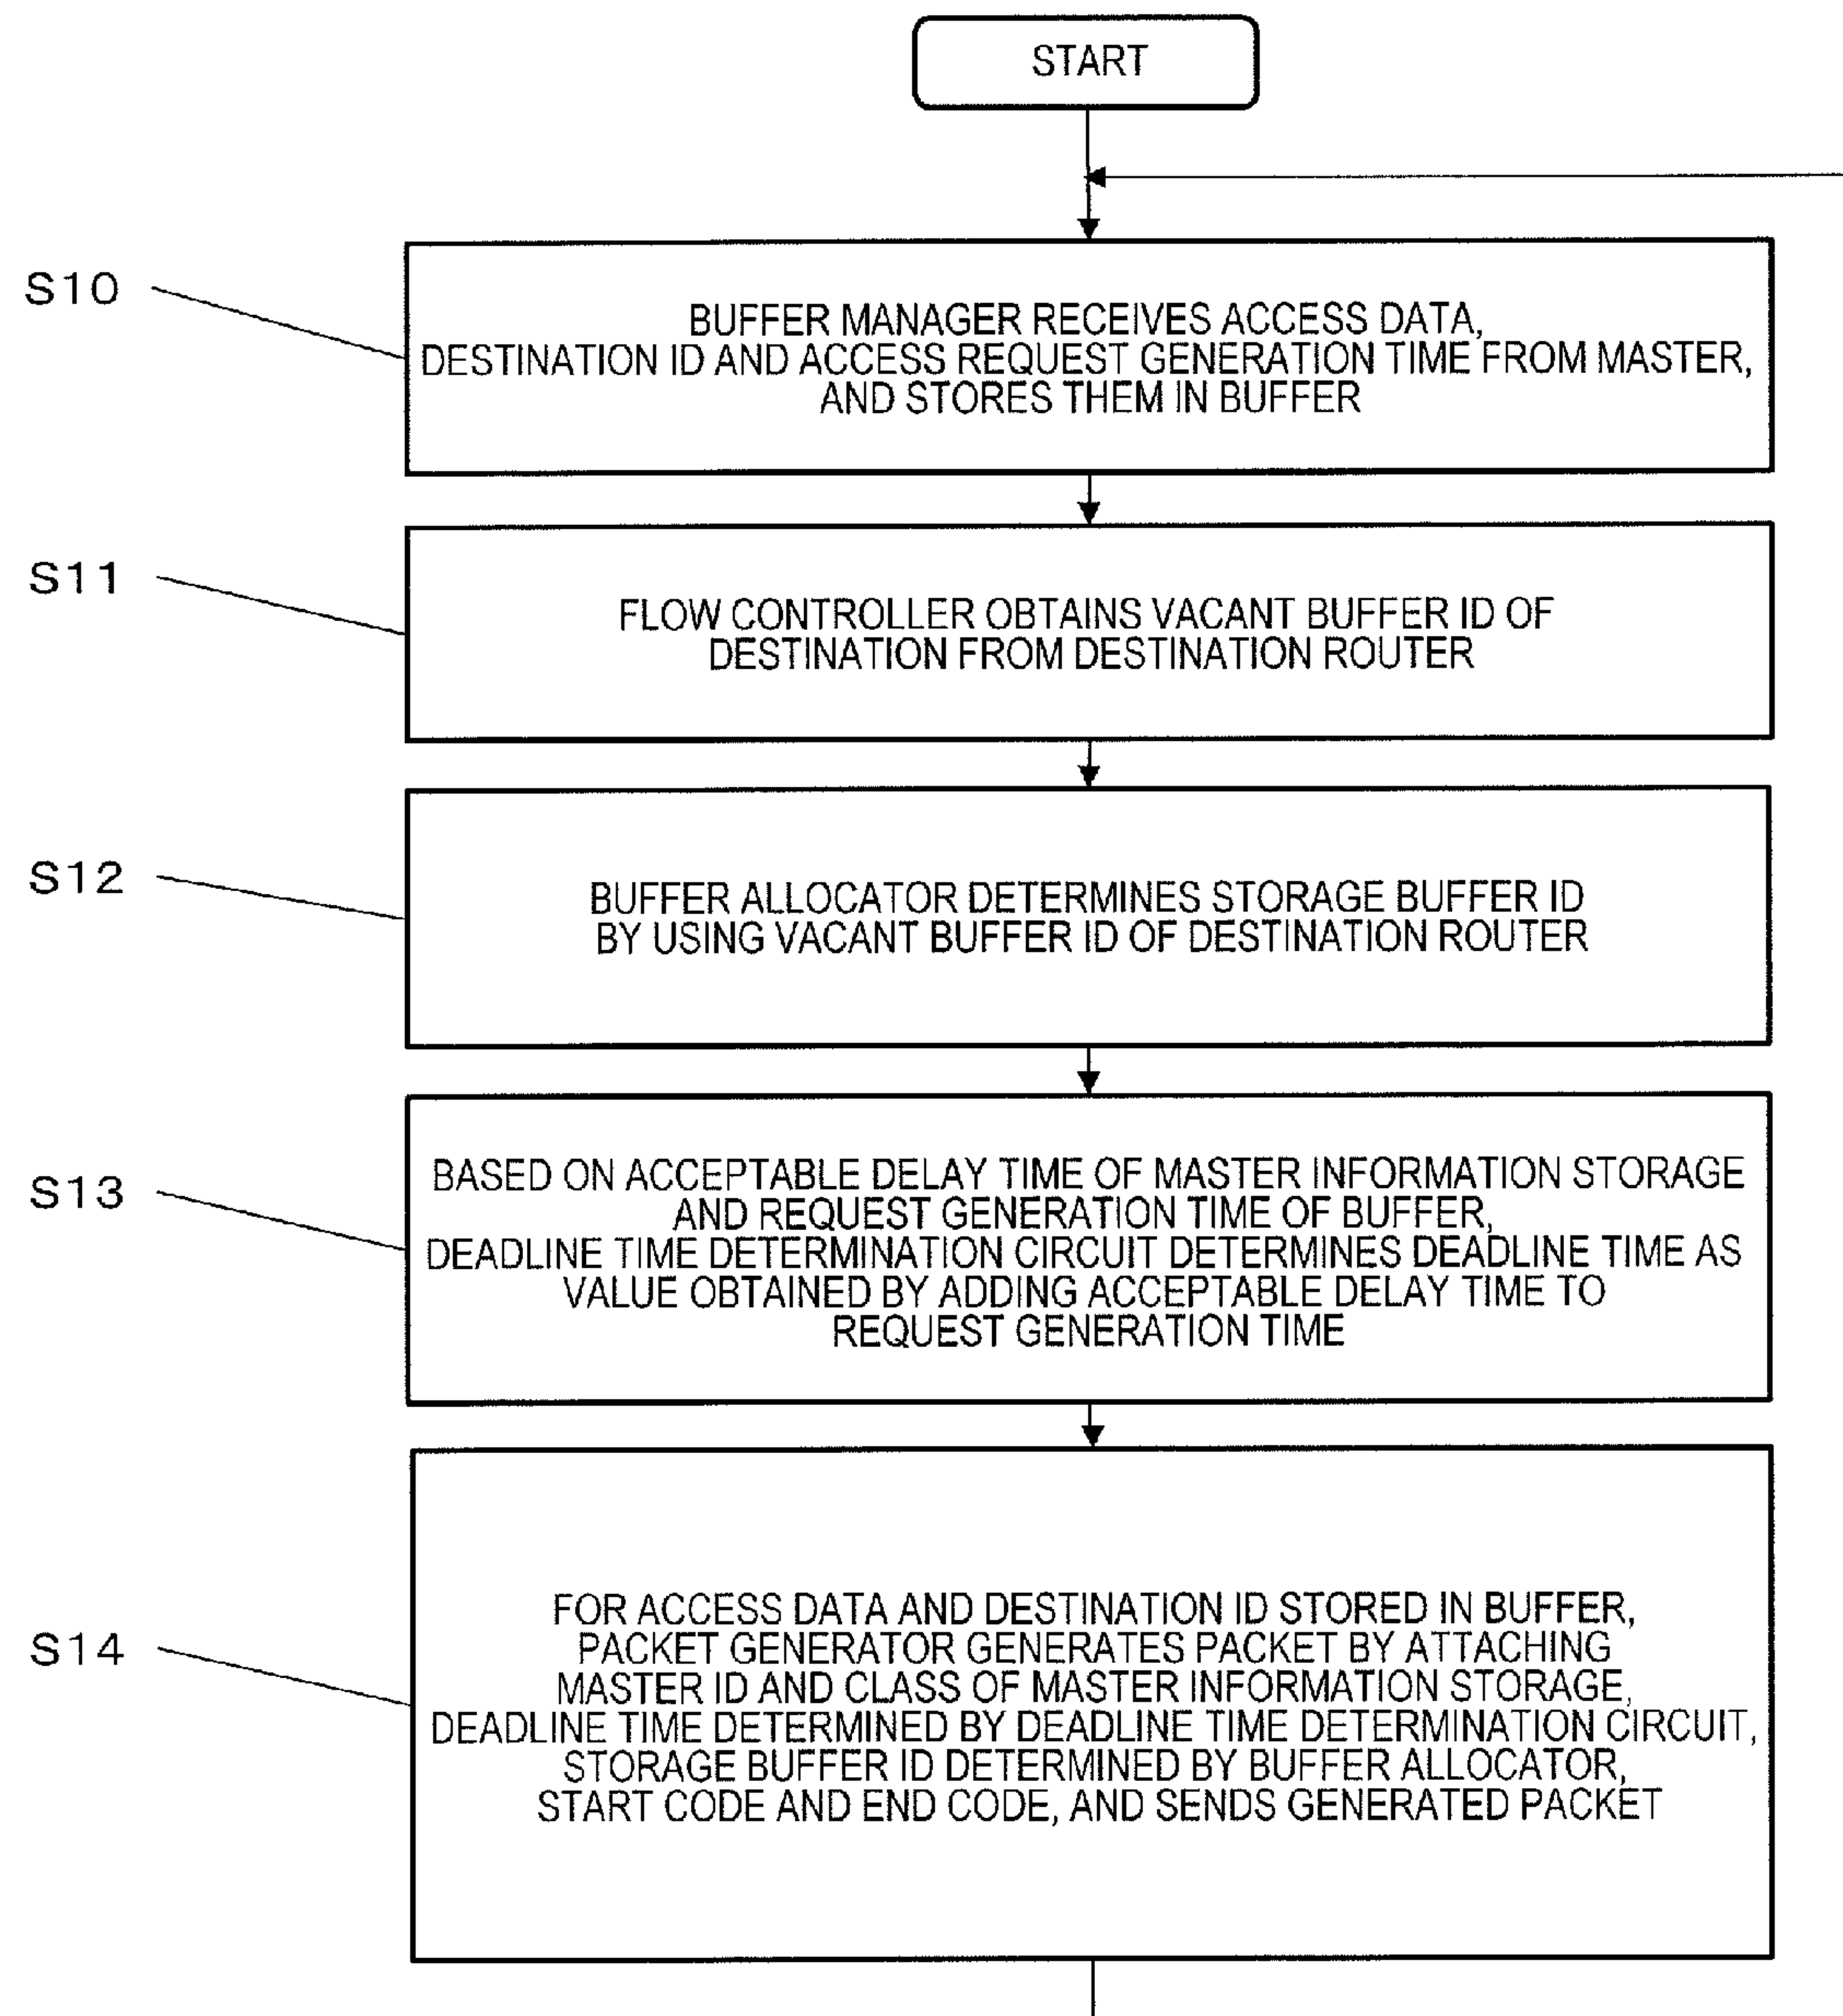 START
S10
BUFFER MANAGER RECEIVES ACCESS DATA,
DESTINATION ID AND ACCESS REQUEST GENERATION TIME FROM MASTER,
AND STORES THEM IN BUFFER
S11
FLOW CONTROLLER OBTAINS VACANT BUFFER ID OF
DESTINATION FROM DESTINATION ROUTER
S12
BUFFER ALLOCATOR DETERMINES STORAGE BUFFER ID
BY USING VACANT BUFFER ID OF DESTINATION ROUTER
S13
BASED ON ACCEPTABLE DELAY TIME OF MASTER INFORMATION STORAGE
AND REQUEST GENERATION TIME OF BUFFER,
DEADLINE TIME DETERMINATION CIRCUIT DETERMINES DEADLINE TIME AS
VALUE OBTAINED BY ADDING ACCEPTABLE DELAY TIME TO
REQUEST GENERATION TIME
S14
FOR ACCESS DATA AND DESTINATION ID STORED IN BUFFER,
PACKET GENERATOR GENERATES PACKET BY ATTACHING
MASTER ID AND CLASS OF MASTER INFORMATION STORAGE,
DEADLINE TIME DETERMINED BY DEADLINE TIME DETERMINATION CIRCUIT,
STORAGE BUFFER ID DETERMINED BY BUFFER ALLOCATOR,
START CODE AND END CODE, AND SENDS GENERATED PACKET